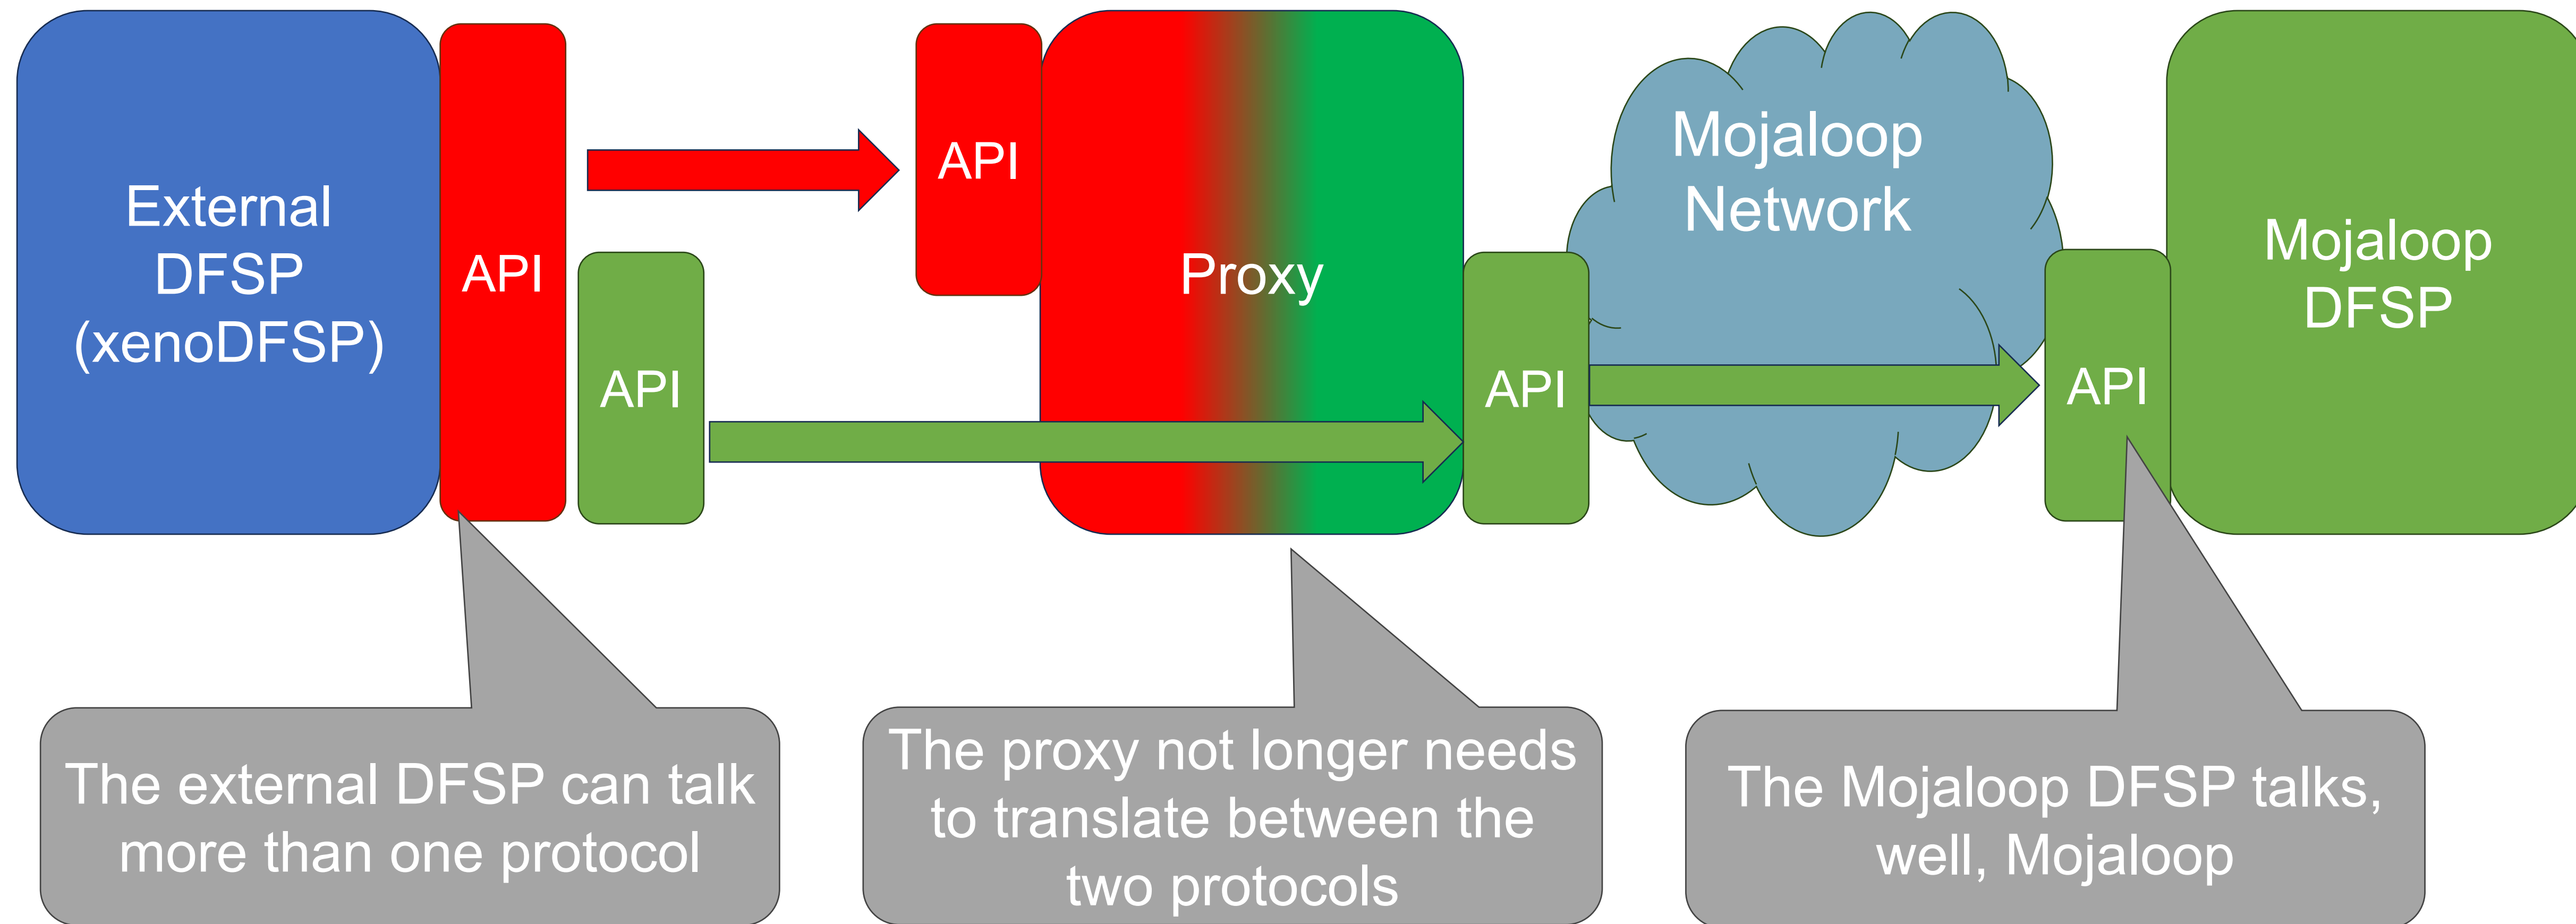 External
DFSP
(xenoDFSP)
API
API
API
Proxy
API
Mojaloop
Network
API
Mojaloop
DFSP
The external DFSP can talk
more than one protocol
The proxy not longer needs
to translate between the
two protocols
The Mojaloop DFSP talks,
well, Mojaloop